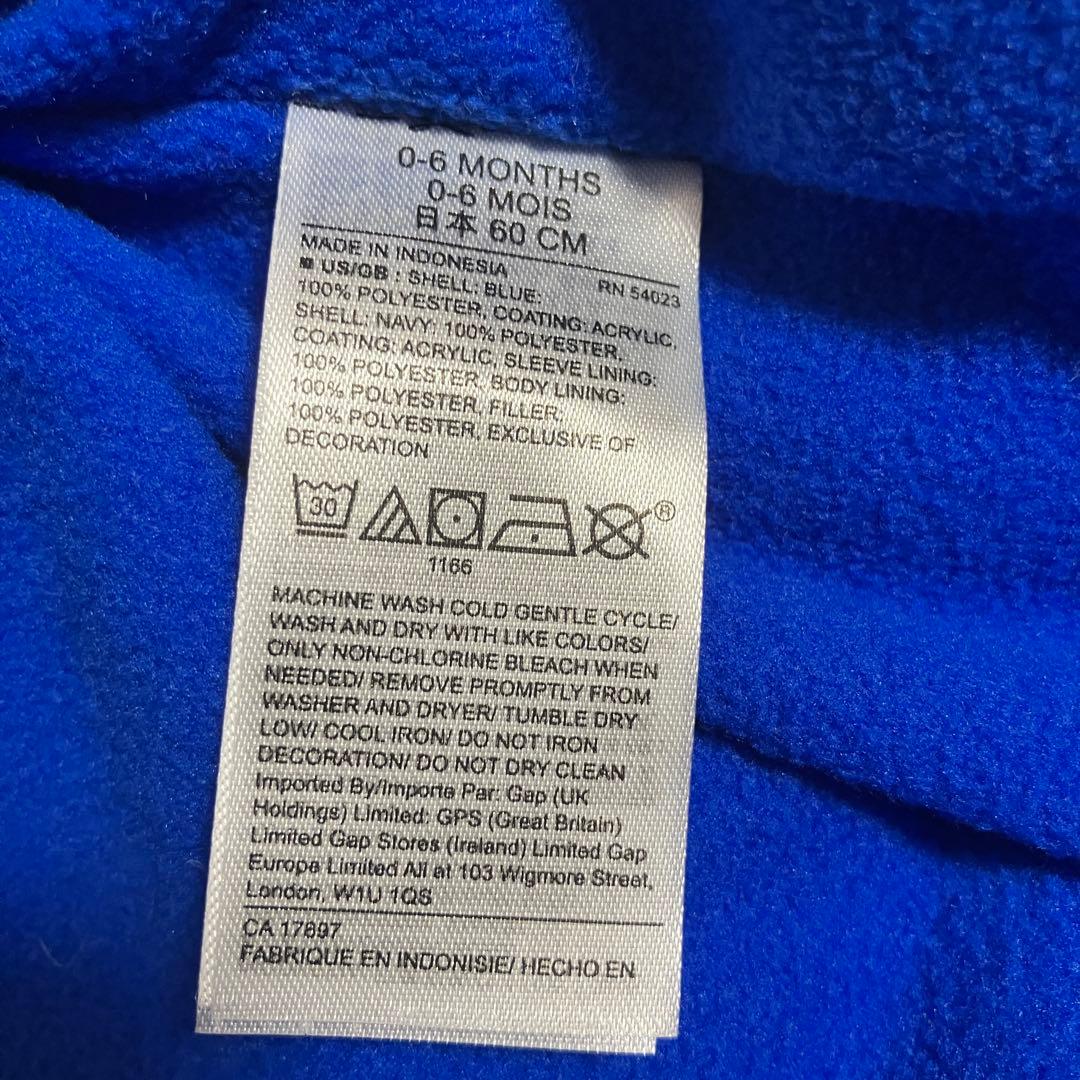 0-6 MONTHS
0-6 MOIS
日本 60 CM
MADE IN INDONESIA RN 54023
■ US/GB : SHELL: BLUE:
100% POLYESTER, COATING: ACRYLIC,
SHELL: NAVY: 100% POLYESTER,
COATING: ACRYLIC, SLEEVE LINING:
100% POLYESTER, BODY LINING:
100% POLYESTER, FILLER:
100% POLYESTER, EXCLUSIVE OF
DECORATION
30 ®
1166
MACHINE WASH COLD GENTLE CYCLE/
WASH AND DRY WITH LIKE COLORS/
ONLY NON-CHLORINE BLEACH WHEN
NEEDED/ REMOVE PROMPTLY FROM
WASHER AND DRYER/ TUMBLE DRY
LOW/ COOL IRON/ DO NOT IRON
DECORATION/ DO NOT DRY CLEAN
Imported By/Importe Par: Gap (UK
Holdings) Limited: GPS (Great Britain)
Limited Gap Stores (Ireland) Limited Gap
Europe Limited All at 103 Wigmore Street,
London, W1U 1QS
CA 17897
FABRIQUE EN INDONISIE/ HECHO EN